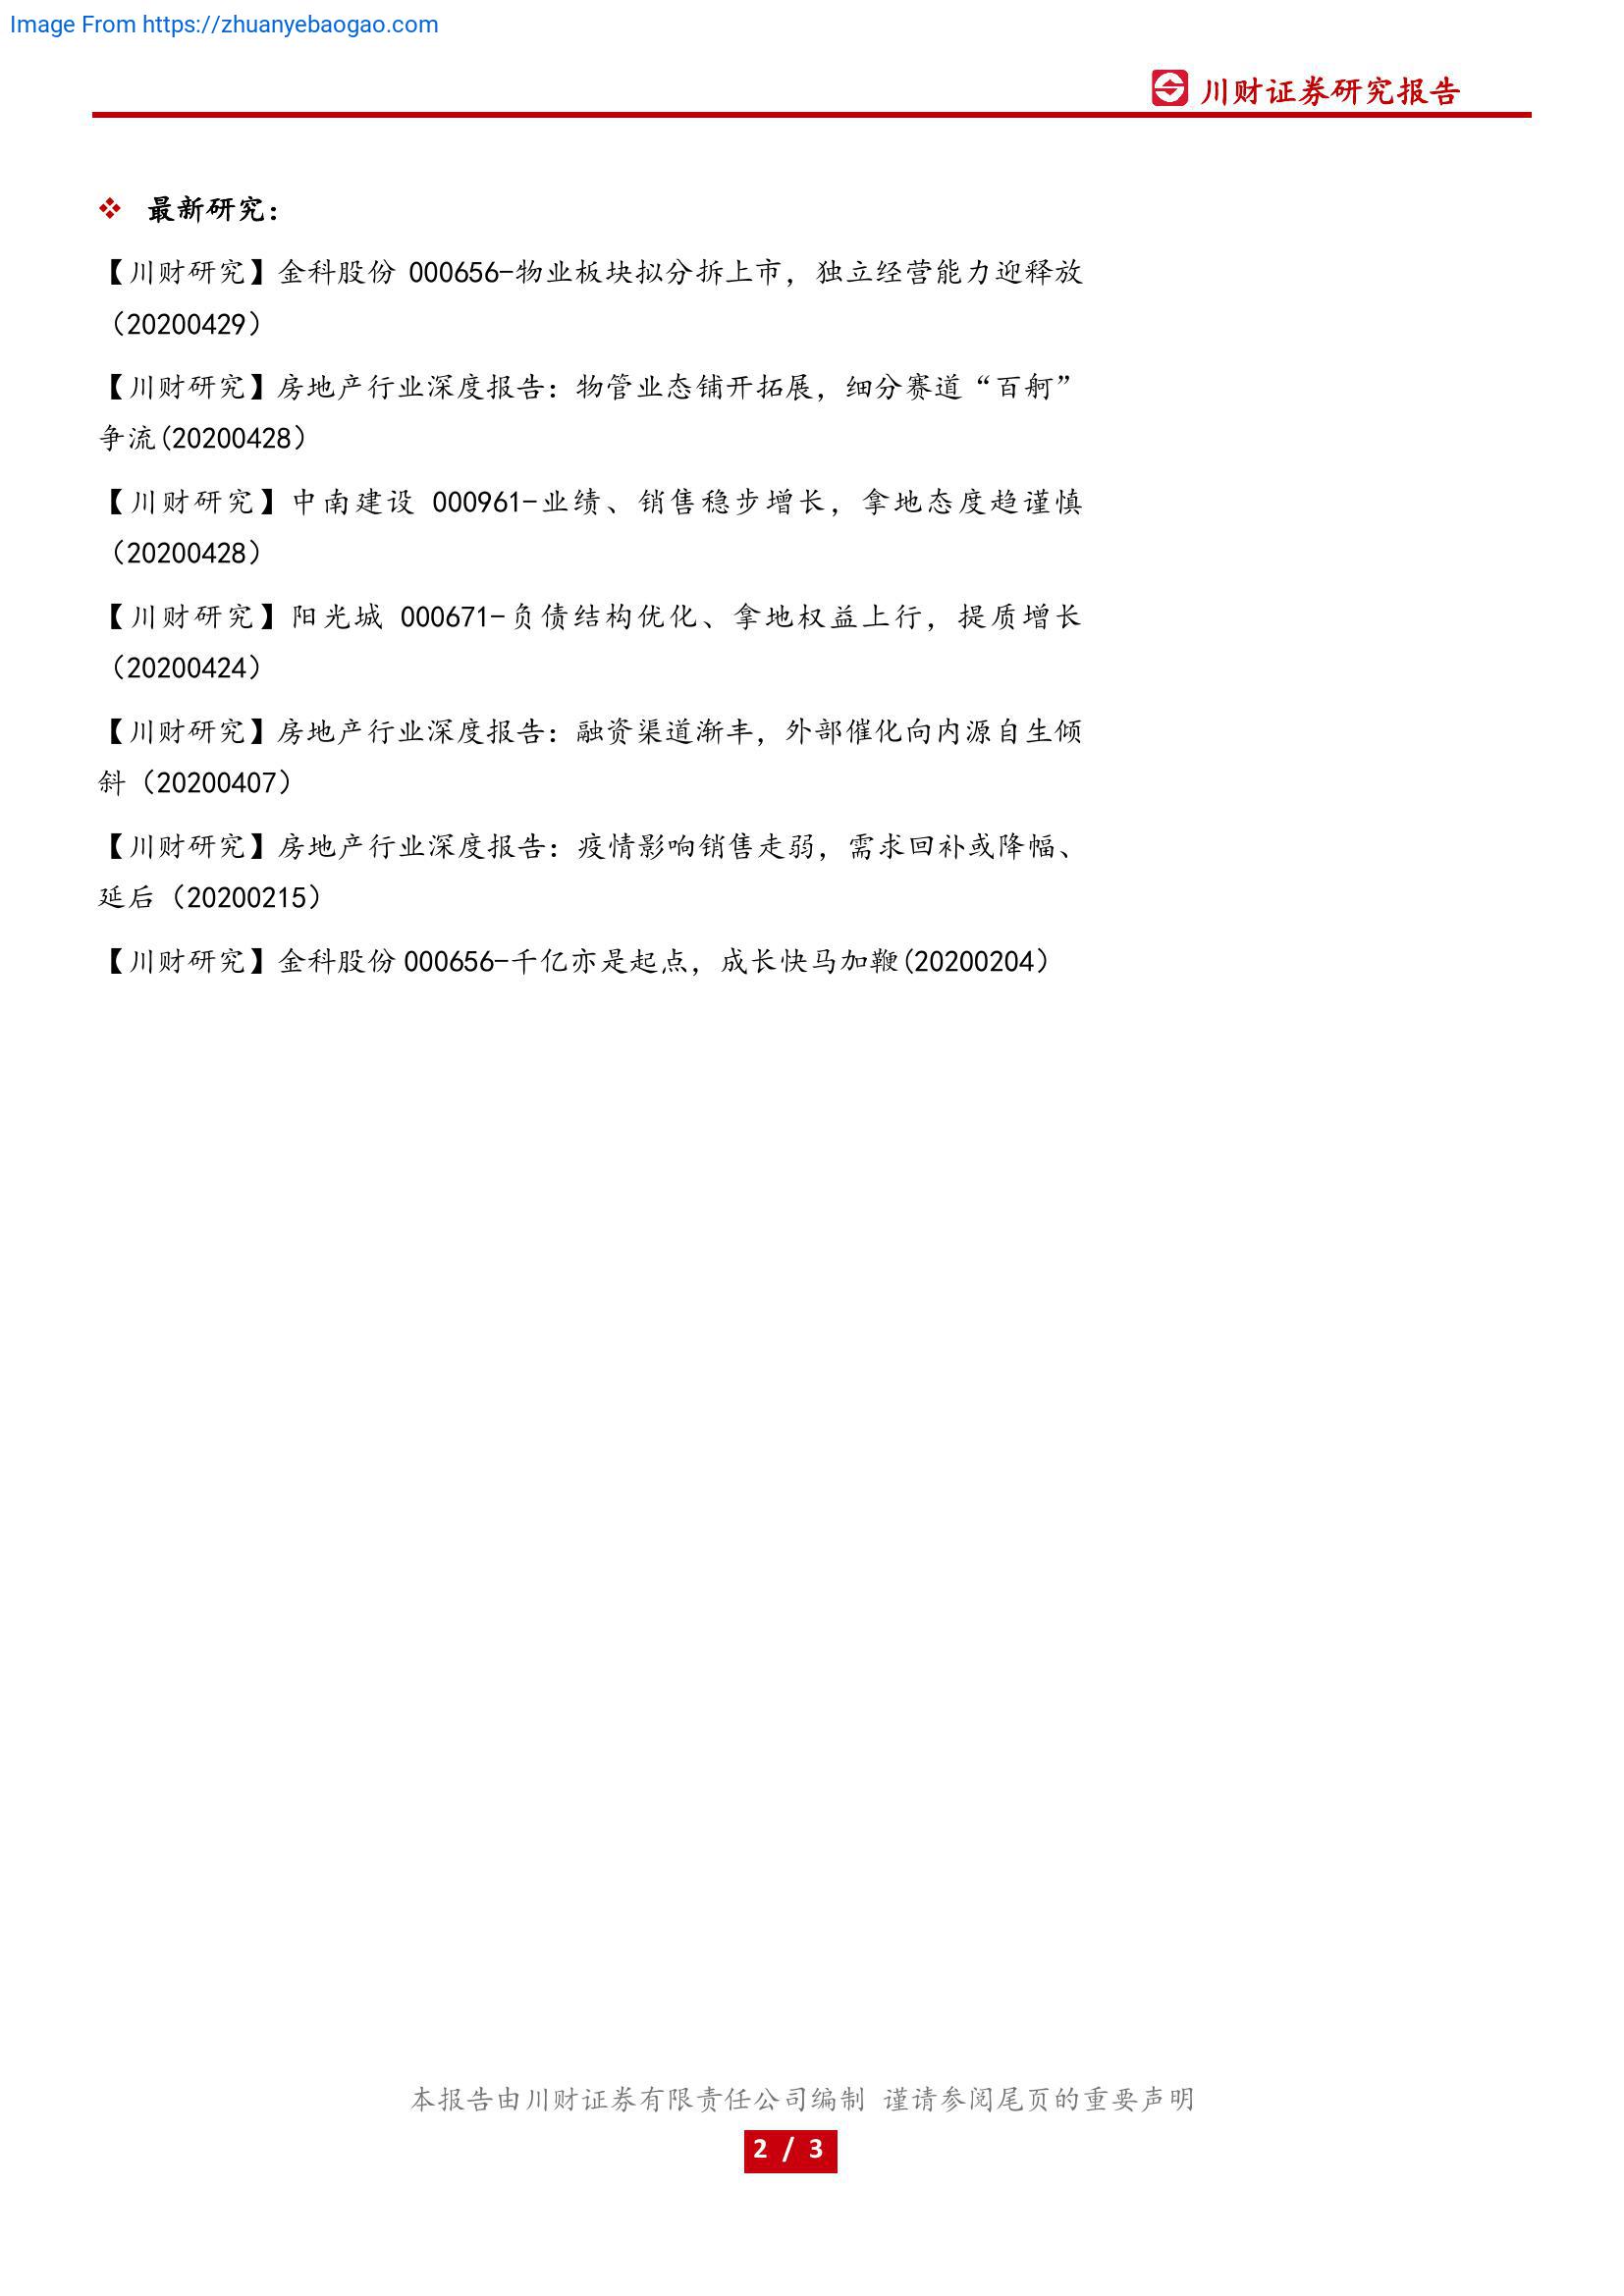 Image From https://zhuanyebaogao.com
川财证券研究报告
❖ 最新研究：
【川财研究】金科股份 000656-物业板块拟分拆上市，独立经营能力迎释放
（20200429）
【川财研究】房地产行业深度报告：物管业态铺开拓展，细分赛道“百舸”
争流(20200428）
【川财研究】中南建设 000961-业绩、销售稳步增长，拿地态度趋谨慎
（20200428）
【川财研究】阳光城 000671-负债结构优化、拿地权益上行，提质增长
（20200424）
【川财研究】房地产行业深度报告：融资渠道渐丰，外部催化向内源自生倾
斜（20200407）
【川财研究】房地产行业深度报告：疫情影响销售走弱，需求回补或降幅、
延后（20200215）
【川财研究】金科股份 000656-千亿亦是起点，成长快马加鞭(20200204）
本报告由川财证券有限责任公司编制 谨请参阅尾页的重要声明
2 / 3